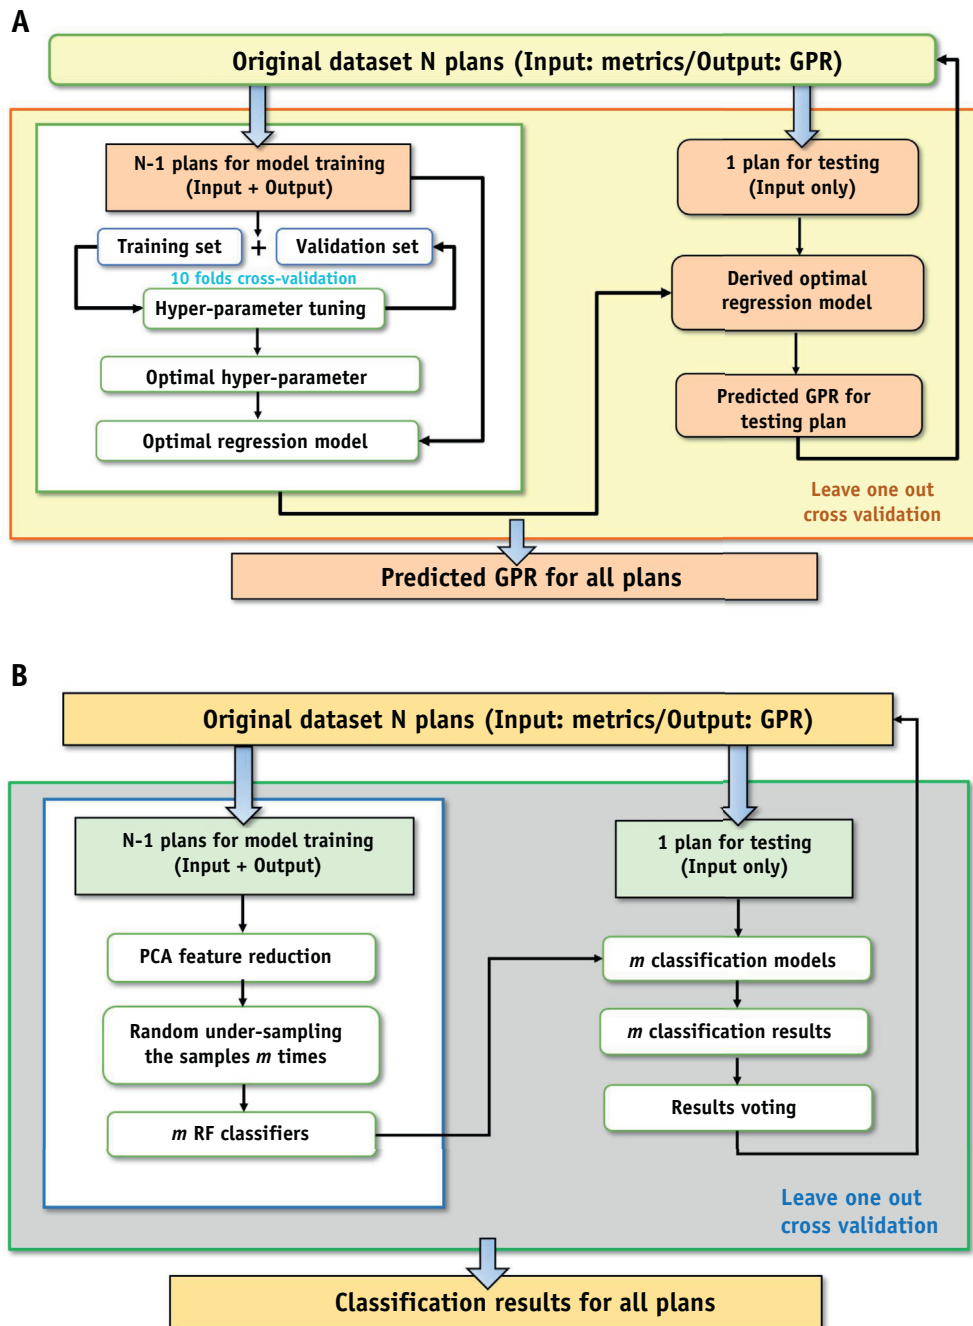 A
Original dataset N plans (Input: metrics/Output: GPR)
N-1 plans for model training
(Input + Output)
Training set
+
Validation set
10 folds cross-validation
Hyper-parameter tuning
Optimal hyper-parameter
Optimal regression model
1 plan for testing
(Input only)
Derived optimal
regression model
Predicted GPR for
testing plan
Leave one out
cross validation
Predicted GPR for all plans
B
Original dataset N plans (Input: metrics/Output: GPR)
N-1 plans for model training
(Input + Output)
PCA feature reduction
Random under-sampling
the samples m times
m RF classifiers
1 plan for testing
(Input only)
m classification models
m classification results
Results voting
Leave one out
cross validation
Classification results for all plans